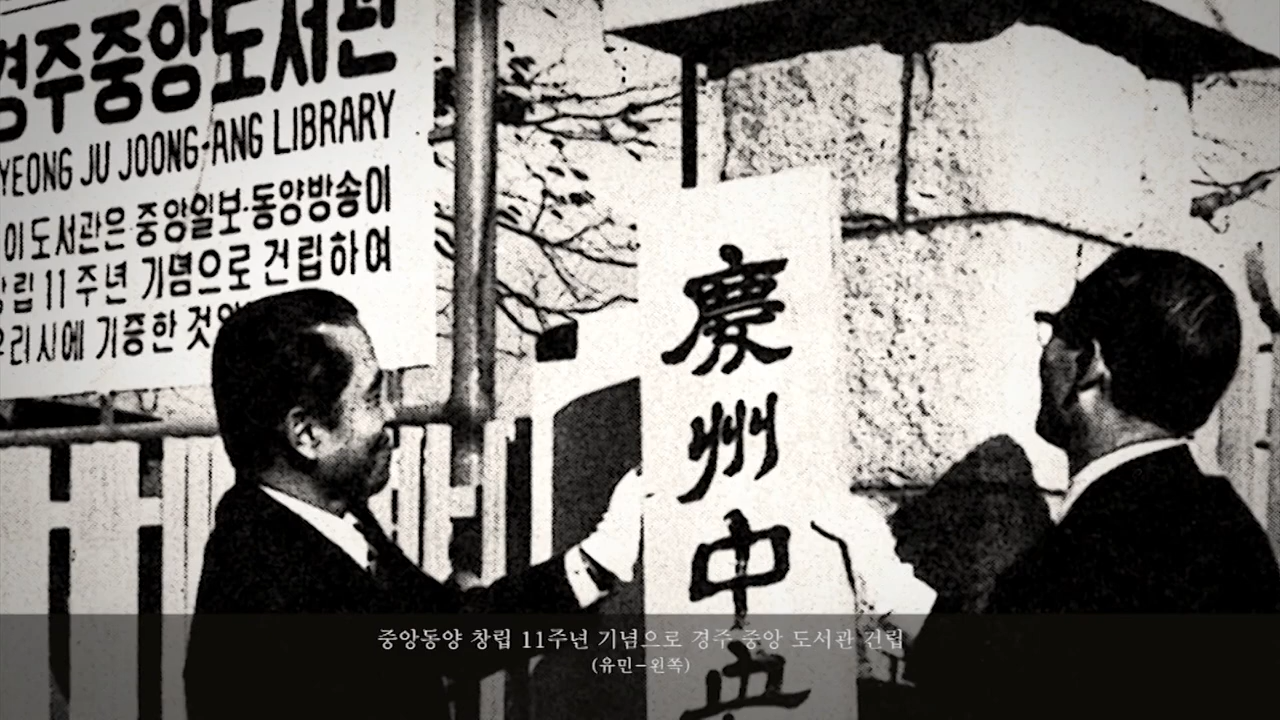 경주중앙도서관
YEONG JU JOONG-ANG LIBRARY
이 도서관은 중앙일보·동양방송이
창립 11주년 기념으로 건립하여
우리시에 기증한
慶州中央
중앙동양 창립 11주년 기념으로 경주 중앙 도서관 건립
(유민-왼쪽)